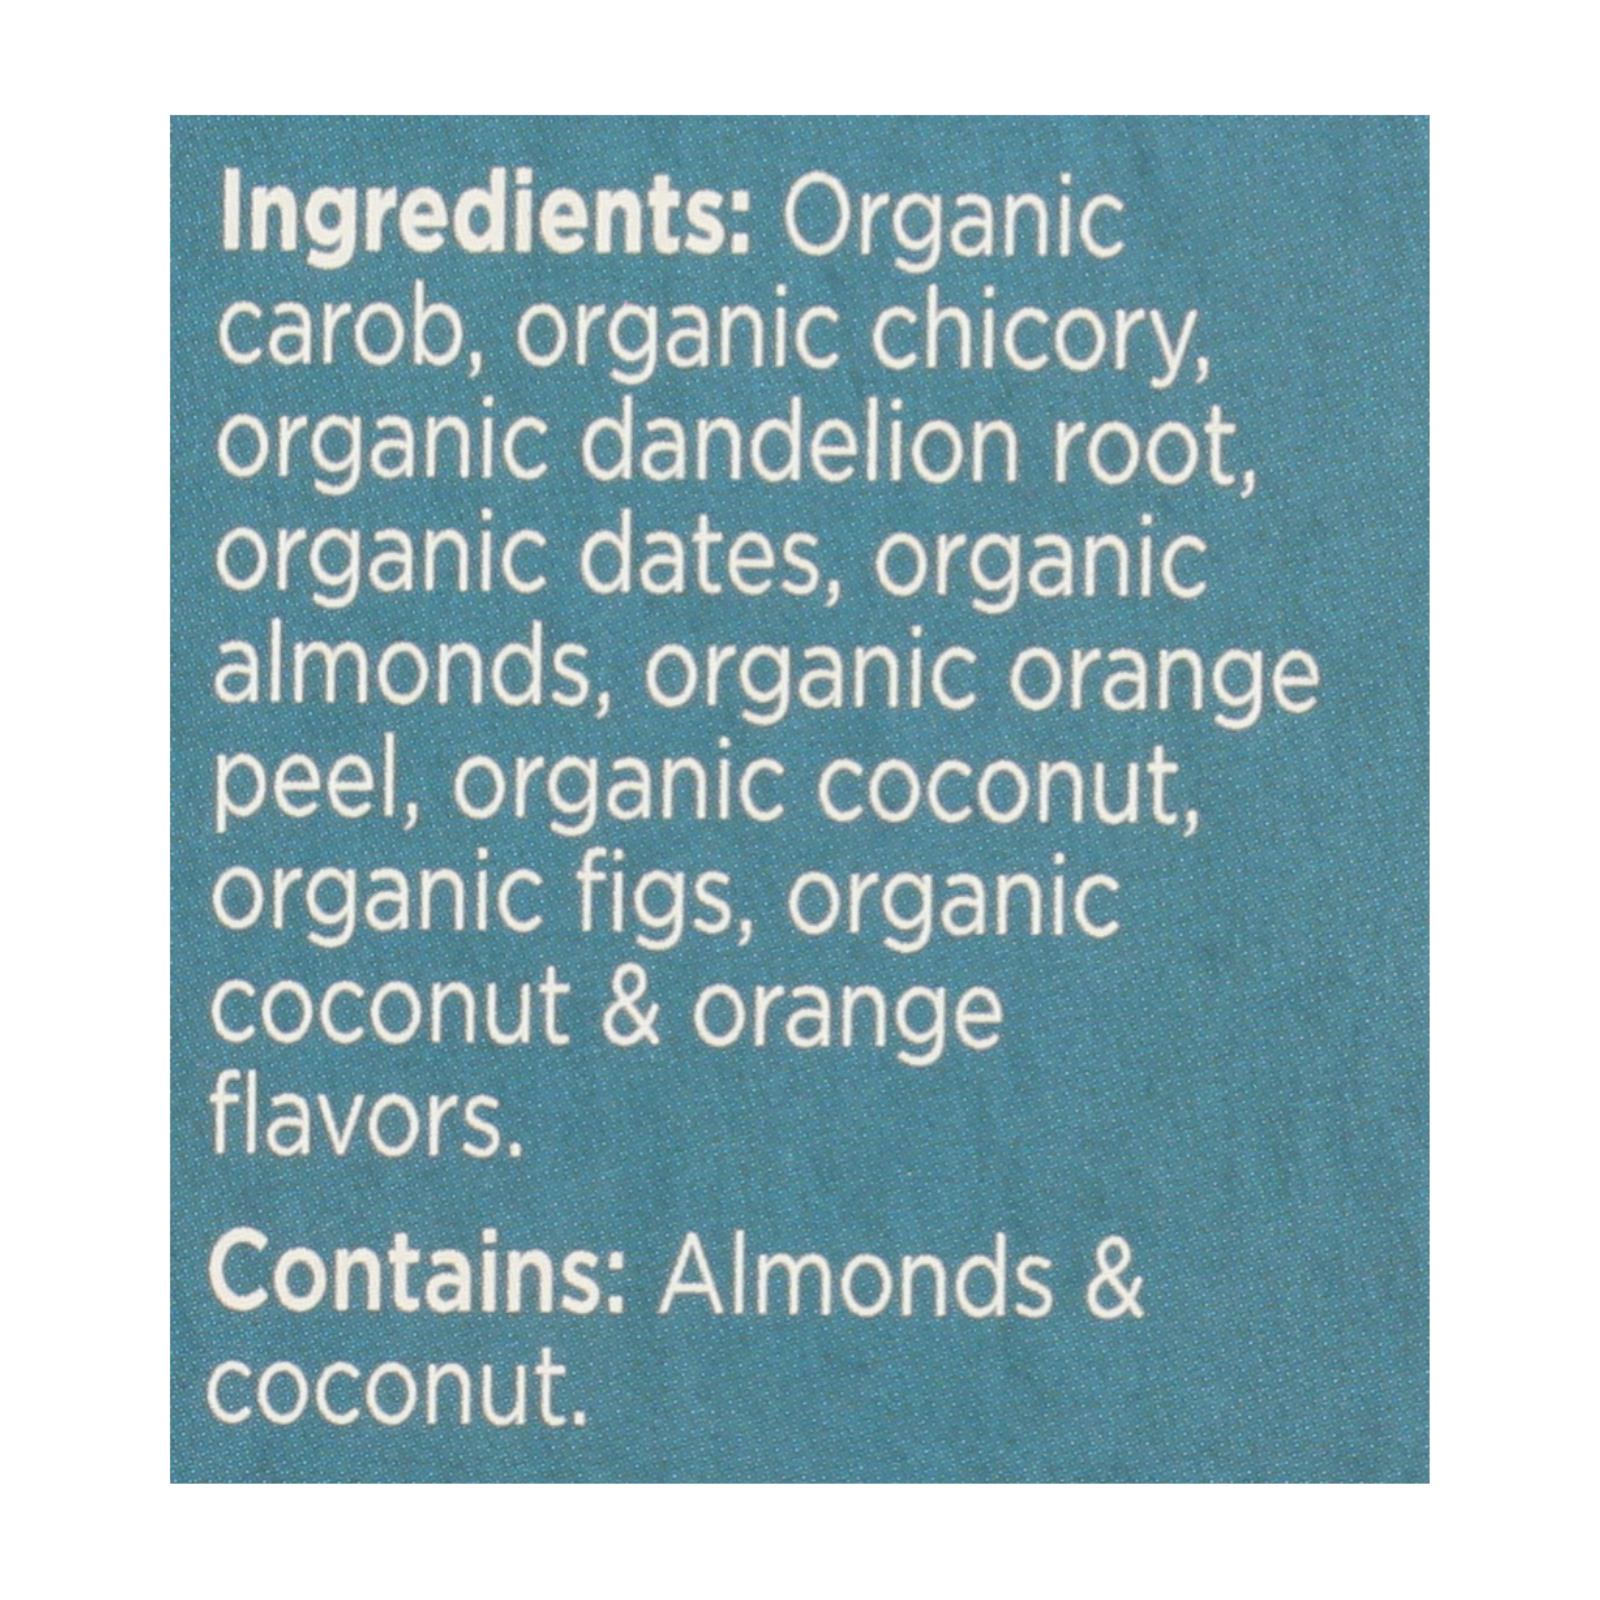 Ingredients: Organic
carob, organic chicory,
organic dandelion root,
organic dates, organic
almonds, organic orange
peel, organic coconut,
organic figs, organic
coconut & orange
flavors.
Contains: Almonds &
coconut.